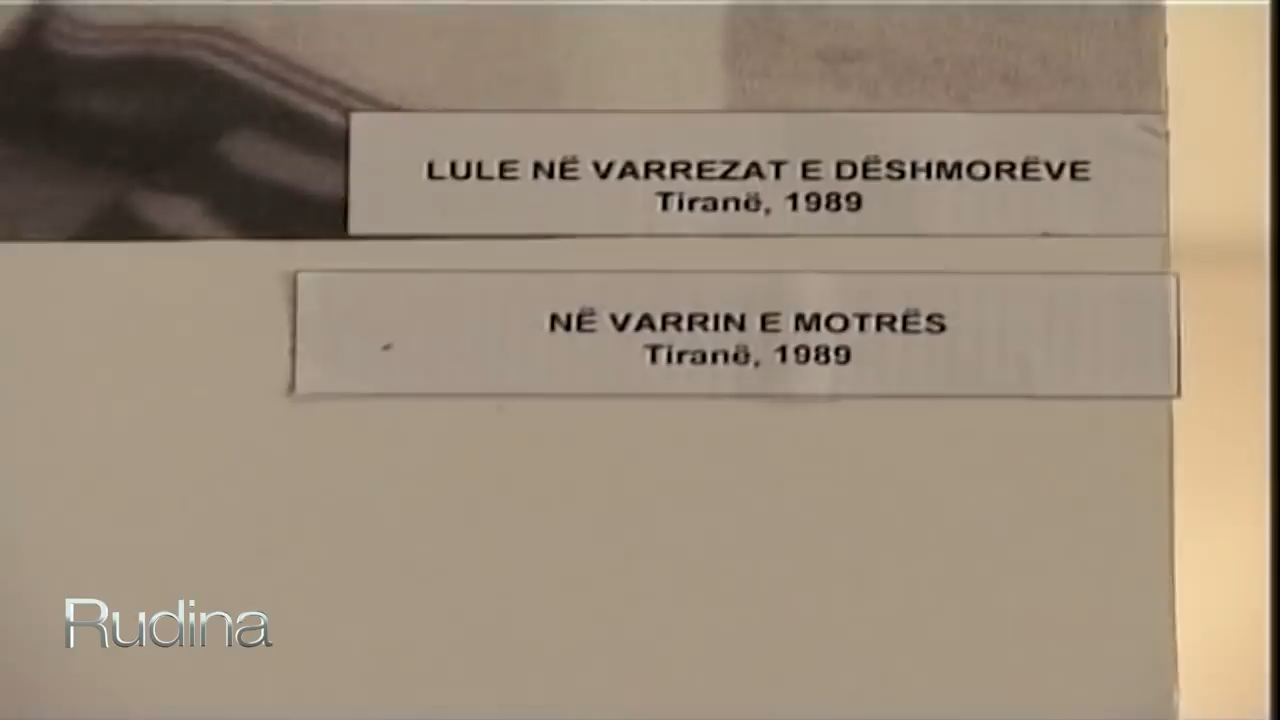 LULE NË VARREZAT E DËSHMORËVE
Tiranë, 1989
NË VARRIN E MOTRËS
Tiranë, 1989
Rudina